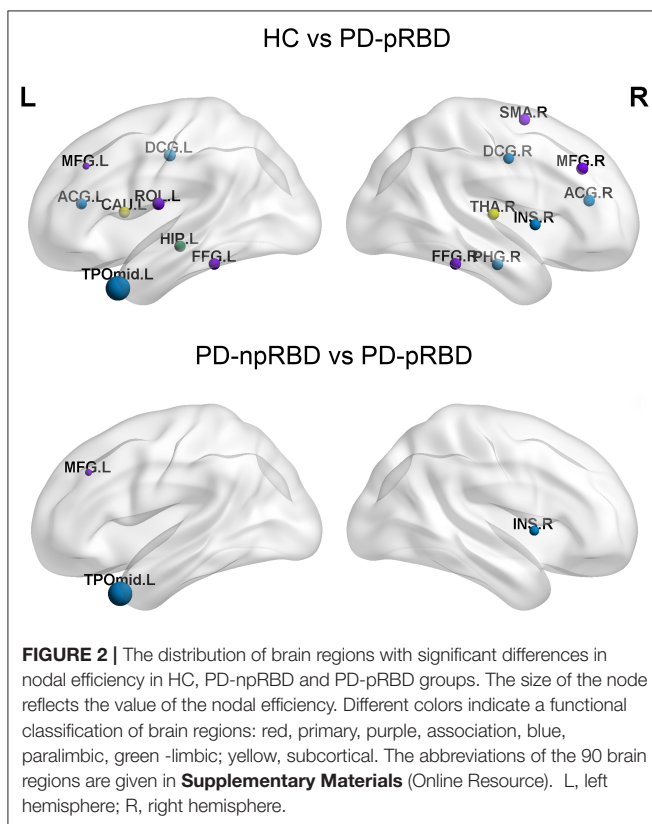 HC vs PD-pRBD
L
R
SMA.R
DCG.L
DCG.R
MFG.L
MFG.R
ACG.L
CAU.L
ROL.L
THA.R
INS.R
ACG.R
HIP.L
FFG.L
FFG.R
PHG.R
TPOmid.L
PD-npRBD vs PD-pRBD
MFG.L
INS.R
TPOmid.L
FIGURE 2 | The distribution of brain regions with significant differences in
nodal efficiency in HC, PD-npRBD and PD-pRBD groups. The size of the node
reflects the value of the nodal efficiency. Different colors indicate a functional
classification of brain regions: red, primary, purple, association, blue,
paralimbic, green -limbic; yellow, subcortical. The abbreviations of the 90 brain
regions are given in Supplementary Materials (Online Resource). L, left
hemisphere; R, right hemisphere.